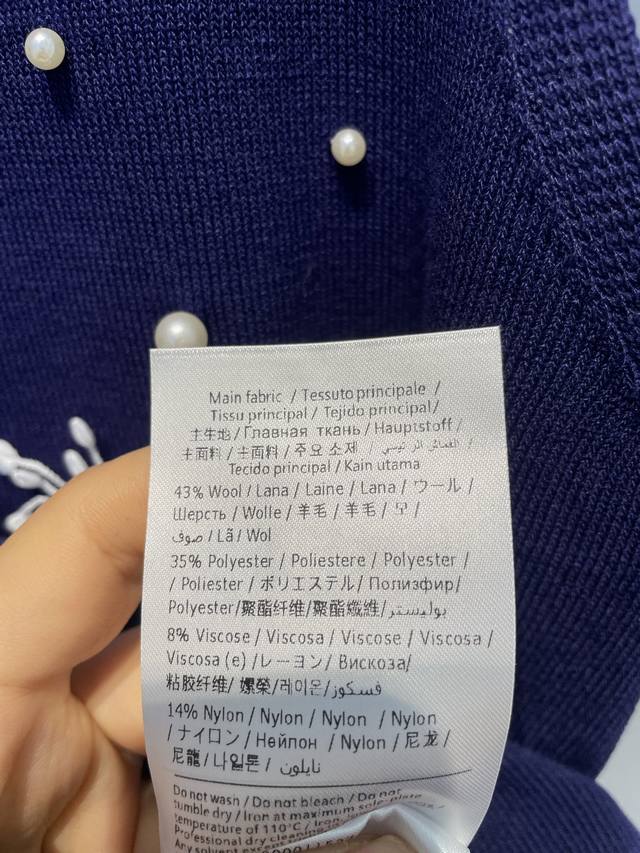 Main fabric / Tessuto principale /
Tissu principal / Tejido principal/
主生地/Главная ткань/Hauptstoff/
主面料/主面料/주요 소재 / القماش الرئيسي /
Tecido principal/Kain utama
43% Wool / Lana / Laine / Lana / ウール /
Шерсть / Wolle / 羊毛 / 羊毛 / 모 /
صوف / Lã/ Wol
35% Polyester / Poliestere / Polyester /
/ Poliester / ポリエステル/ Полизфир/
Polyester/聚酯纤维/聚酯纖維/بوليستر
8% Viscose / Viscosa / Viscose / Viscosa /
Viscosa (e) /レーヨン/ Вискоза/
粘胶纤维/ 嫘縈/레이온/فسكوز
14% Nylon / Nylon / Nylon / Nylon
/ナイロン/ Нейлон / Nylon / 尼龙/
尼龍/나일론/ نايلون
Do not wash / Do not bleach / Do not
tumble dry / Iron at maximum sole-plate
temperature of 110°C / Iron,
Professional dry cleaning
Any solvent except